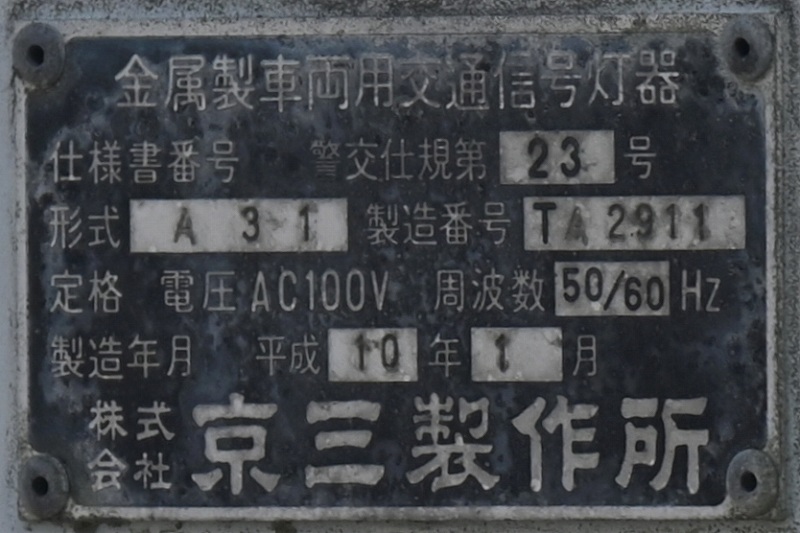 金属製車両用交通信号灯器
仕様書番号 警交仕規第 23 号
形式 A 3 1 製造番号 TA2911
定格 電圧 AC100V 周波数 50/60 Hz
製造年月 平成 10 年 1 月
株式会社 京三製作所